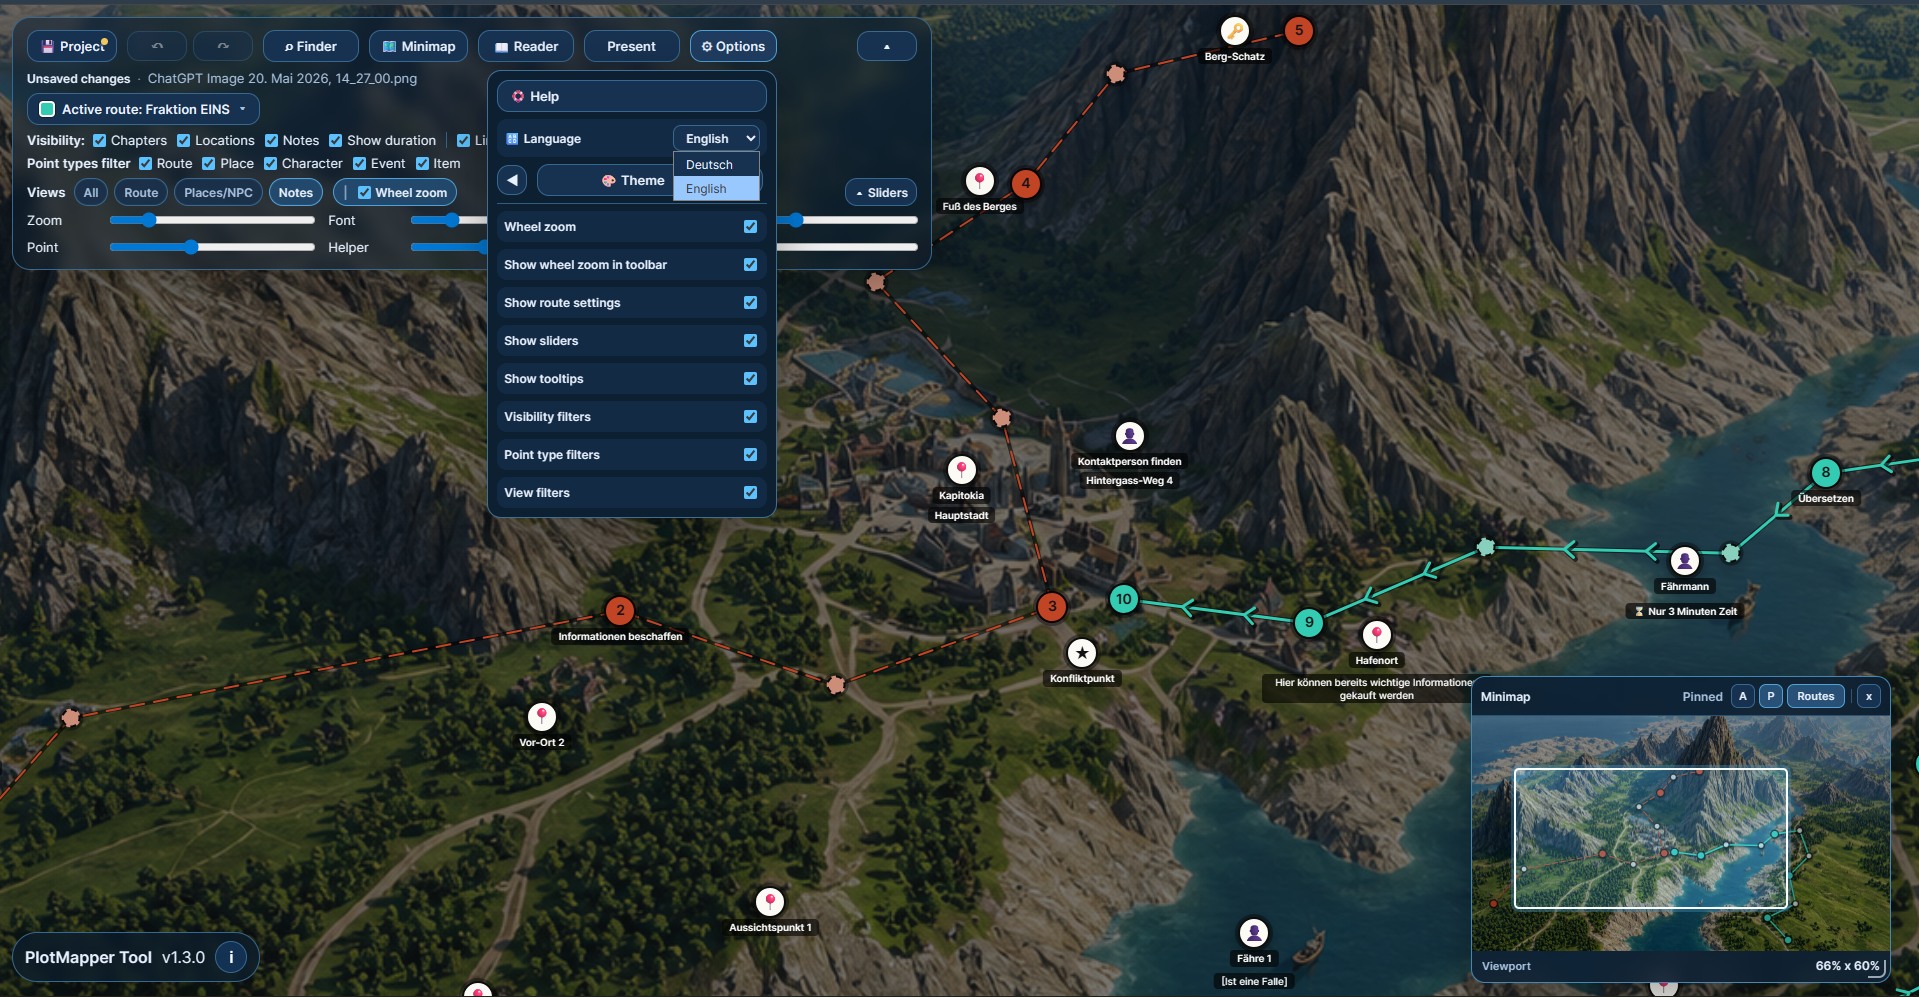 Project
Finder
Minimap
Reader
Present
Options
Unsaved changes · ChatGPT Image 20. Mai 2026, 14_27_00.png
Active route: Fraktion EINS
Visibility: Chapters Locations Notes Show duration
Point types filter Route Place Character Event Item
Views All Route Places/NPC Notes | Wheel zoom
Sliders
Zoom
Font
Point
Helper
Help
Language
English
Deutsch
English
Theme
Wheel zoom
Show wheel zoom in toolbar
Show route settings
Show sliders
Show tooltips
Visibility filters
Point type filters
View filters
5
Berg-Schatz
4
Fuß des Berges
Kontaktperson finden
Hintergass-Weg 4
Kapitokia
Hauptstadt
8
Übersetzen
Fährmann
Nur 3 Minuten Zeit
2
Informationen beschaffen
3
10
9
Hafenort
Hier können bereits wichtige Informatione
gekauft werden
Konfliktpunkt
Vor-Ort 2
Aussichtspunkt 1
Fähre 1
[Ist eine Falle]
Minimap
Pinned A P Routes x
Viewport
66% x 60%
PlotMapper Tool v1.3.0 i